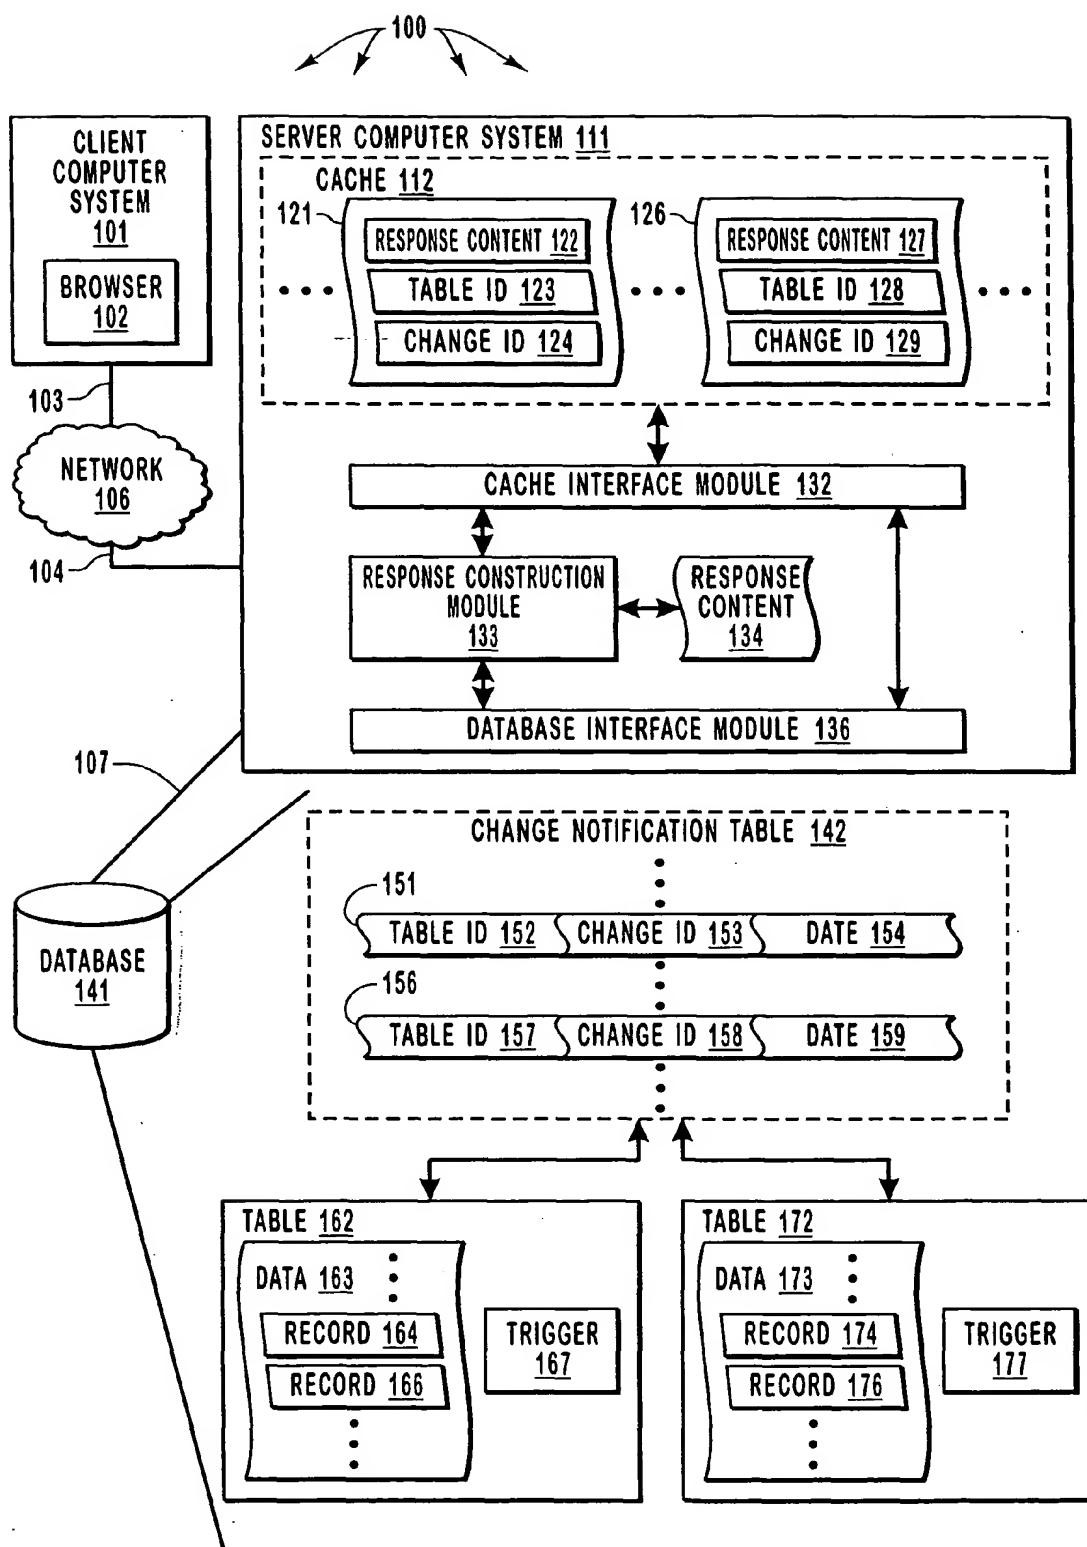 100
CLIENT
COMPUTER
SYSTEM
101
BROWSER
102
103
NETWORK
106
104
SERVER COMPUTER SYSTEM 111
CACHE 112
121
RESPONSE CONTENT 122
TABLE ID 123
CHANGE ID 124
126
RESPONSE CONTENT 127
TABLE ID 128
CHANGE ID 129
CACHE INTERFACE MODULE 132
RESPONSE CONSTRUCTION
MODULE
133
RESPONSE
CONTENT
134
DATABASE INTERFACE MODULE 136
107
DATABASE
141
CHANGE NOTIFICATION TABLE 142
151
TABLE ID 152 CHANGE ID 153 DATE 154
156
TABLE ID 157 CHANGE ID 158 DATE 159
TABLE 162
DATA 163
RECORD 164
RECORD 166
TRIGGER
167
TABLE 172
DATA 173
RECORD 174
RECORD 176
TRIGGER
177